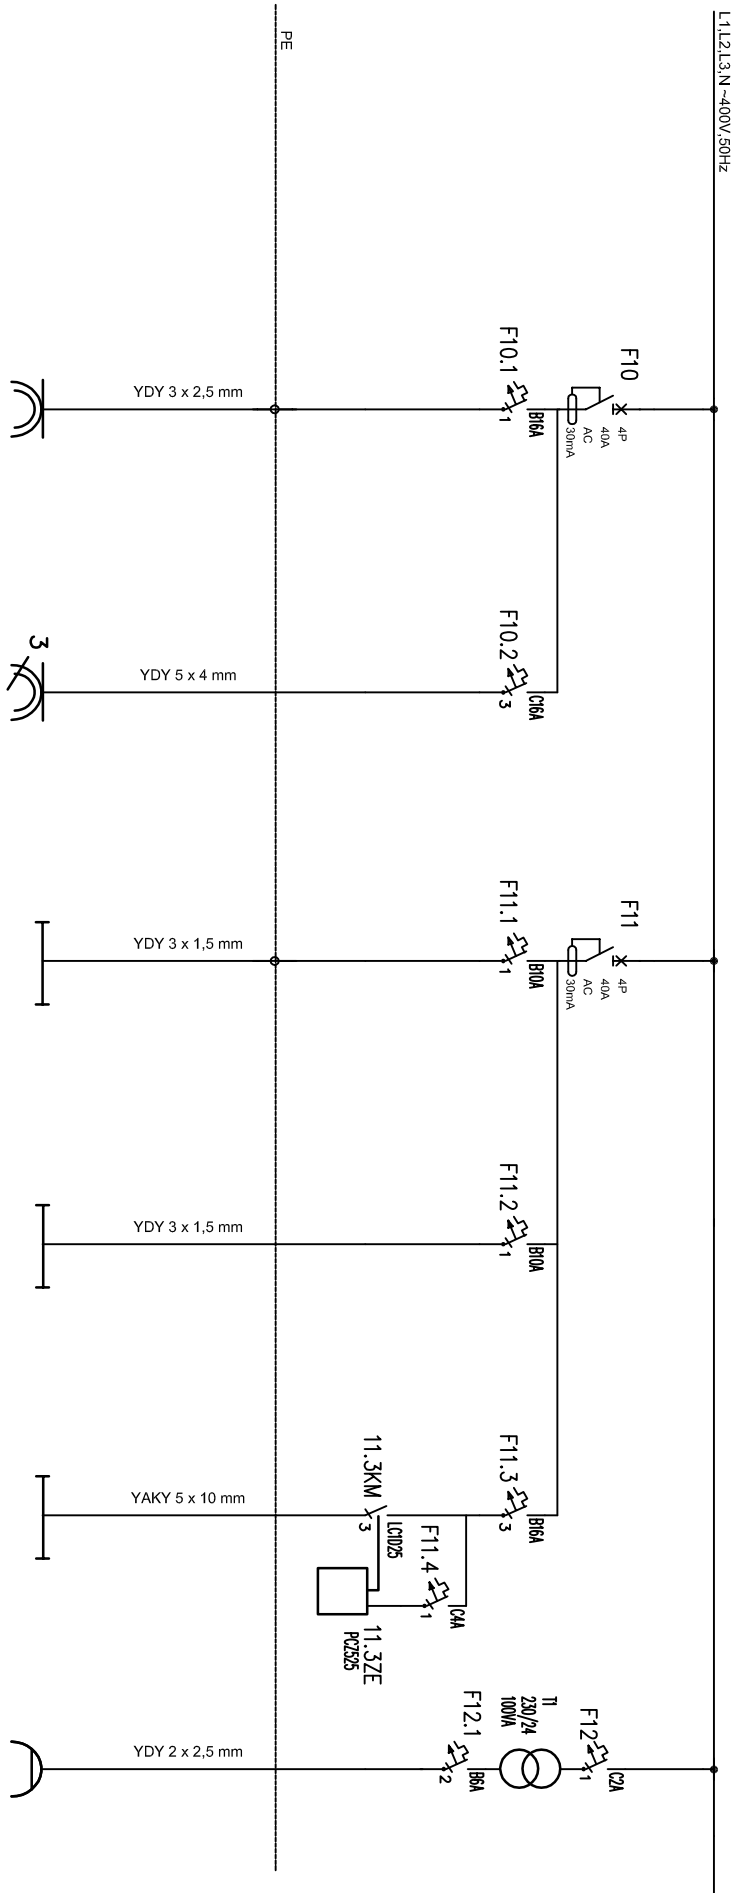 L1,L2,L3,N ~400V,50Hz
PE
F10
4P
40A
AC
30mA
F10.1
B16A
1
YDY 3 x 2,5 mm
F10.2
C16A
3
YDY 5 x 4 mm
3
F11
4P
40A
AC
30mA
F11.1
B10A
1
YDY 3 x 1,5 mm
F11.2
B10A
1
YDY 3 x 1,5 mm
F11.3
B16A
3
F11.4
C4A
1
11.3KM
LC1D25
3
11.3ZE
PCZ525
YAKY 5 x 10 mm
F12
C2A
1
T1
230/24
100VA
F12.1
B6A
2
YDY 2 x 2,5 mm